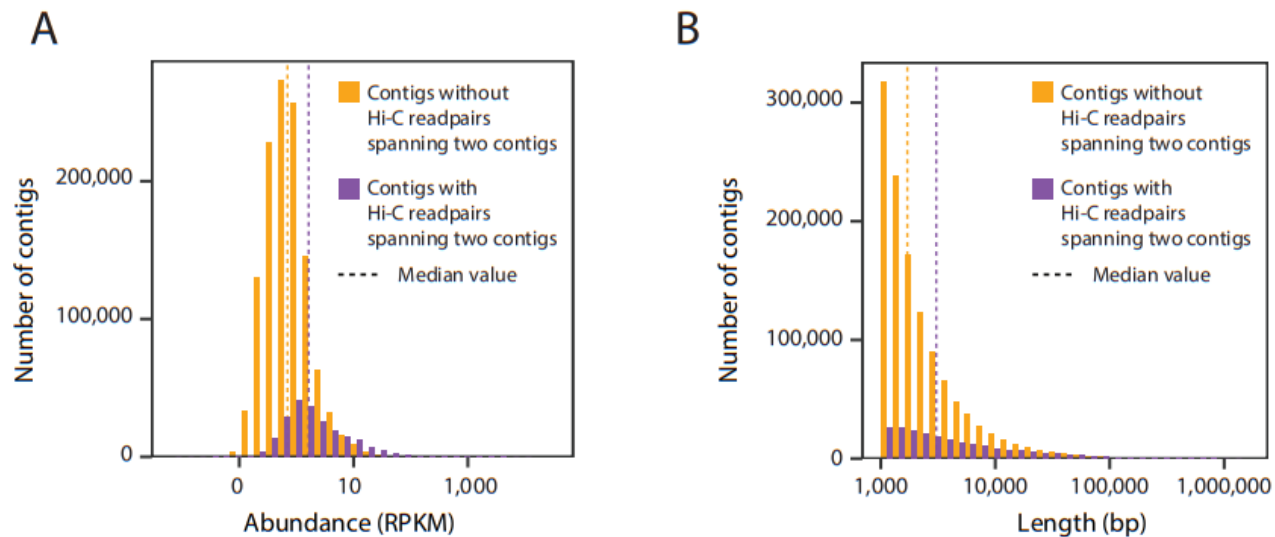 A
Number of contigs
200,000
100,000
0
Contigs without
Hi-C readpairs
spanning two contigs
Contigs with
Hi-C readpairs
spanning two contigs
Median value
0 10 1,000
Abundance (RPKM)
B
Number of contigs
300,000
200,000
100,000
0
Contigs without
Hi-C readpairs
spanning two contigs
Contigs with
Hi-C readpairs
spanning two contigs
Median value
1,000 10,000 100,000 1,000,000
Length (bp)